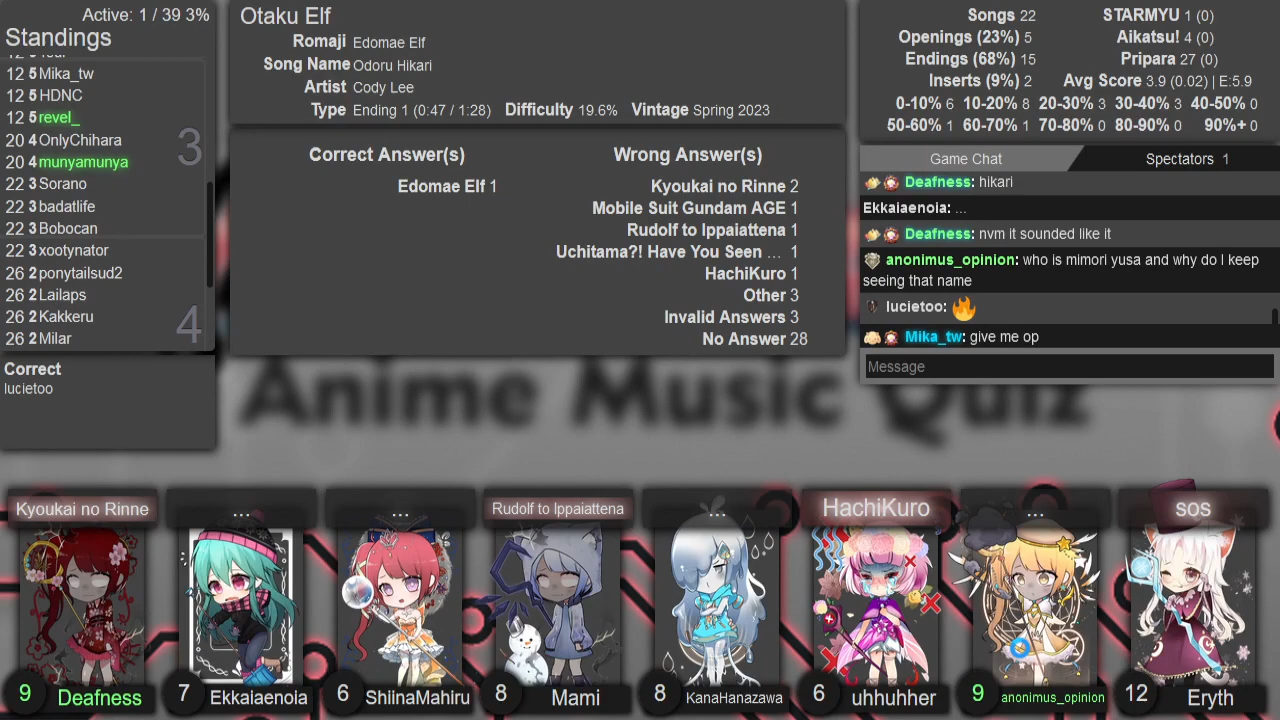 Active: 1 / 39 3%
Standings
12 5 Mika_tw
12 5 HDNC
12 5 revel_
20 4 OnlyChihara
3
20 4 munyamunya
22 3 Sorano
22 3 badatlife
22 3 Bobocan
22 3 xootynator
26 2 ponytailsud2
26 2 Lailaps
26 2 Kakkeru
4
26 2 Milar
Correct
lucietoo
Otaku Elf
Romaji Edomae Elf
Song Name Odoru Hikari
Artist Cody Lee
Type Ending 1 (0:47 / 1:28) Difficulty 19.6% Vintage Spring 2023
Correct Answer(s)
Edomae Elf 1
Wrong Answer(s)
Kyoukai no Rinne 2
Mobile Suit Gundam AGE 1
Rudolf to Ippaiattena 1
Uchitama?! Have You Seen ... 1
HachiKuro 1
Other 3
Invalid Answers 3
No Answer 28
Songs 22 STARMYU 1 (0)
Openings (23%) 5 Aikatsu! 4 (0)
Endings (68%) 15 Pripara 27 (0)
Inserts (9%) 2 Avg Score 3.9 (0.02) | E:5.9
0-10% 6 10-20% 8 20-30% 3 30-40% 3 40-50% 0
50-60% 1 60-70% 1 70-80% 0 80-90% 0 90%+ 0
Game Chat Spectators 1
Deafness: hikari
Ekkaiaenoia: ...
Deafness: nvm it sounded like it
anonimus_opinion: who is mimori yusa and why do I keep
seeing that name
lucietoo:
Mika_tw: give me op
Message
Anime Music Quiz
Kyoukai no Rinne ... ... Rudolf to Ippaiattena ... HachiKuro ... sos
9 Deafness 7 Ekkaiaenoia 6 ShiinaMahiru 8 Mami 8 KanaHanazawa 6 uhhuhher 9 anonimus_opinion 12 Eryth